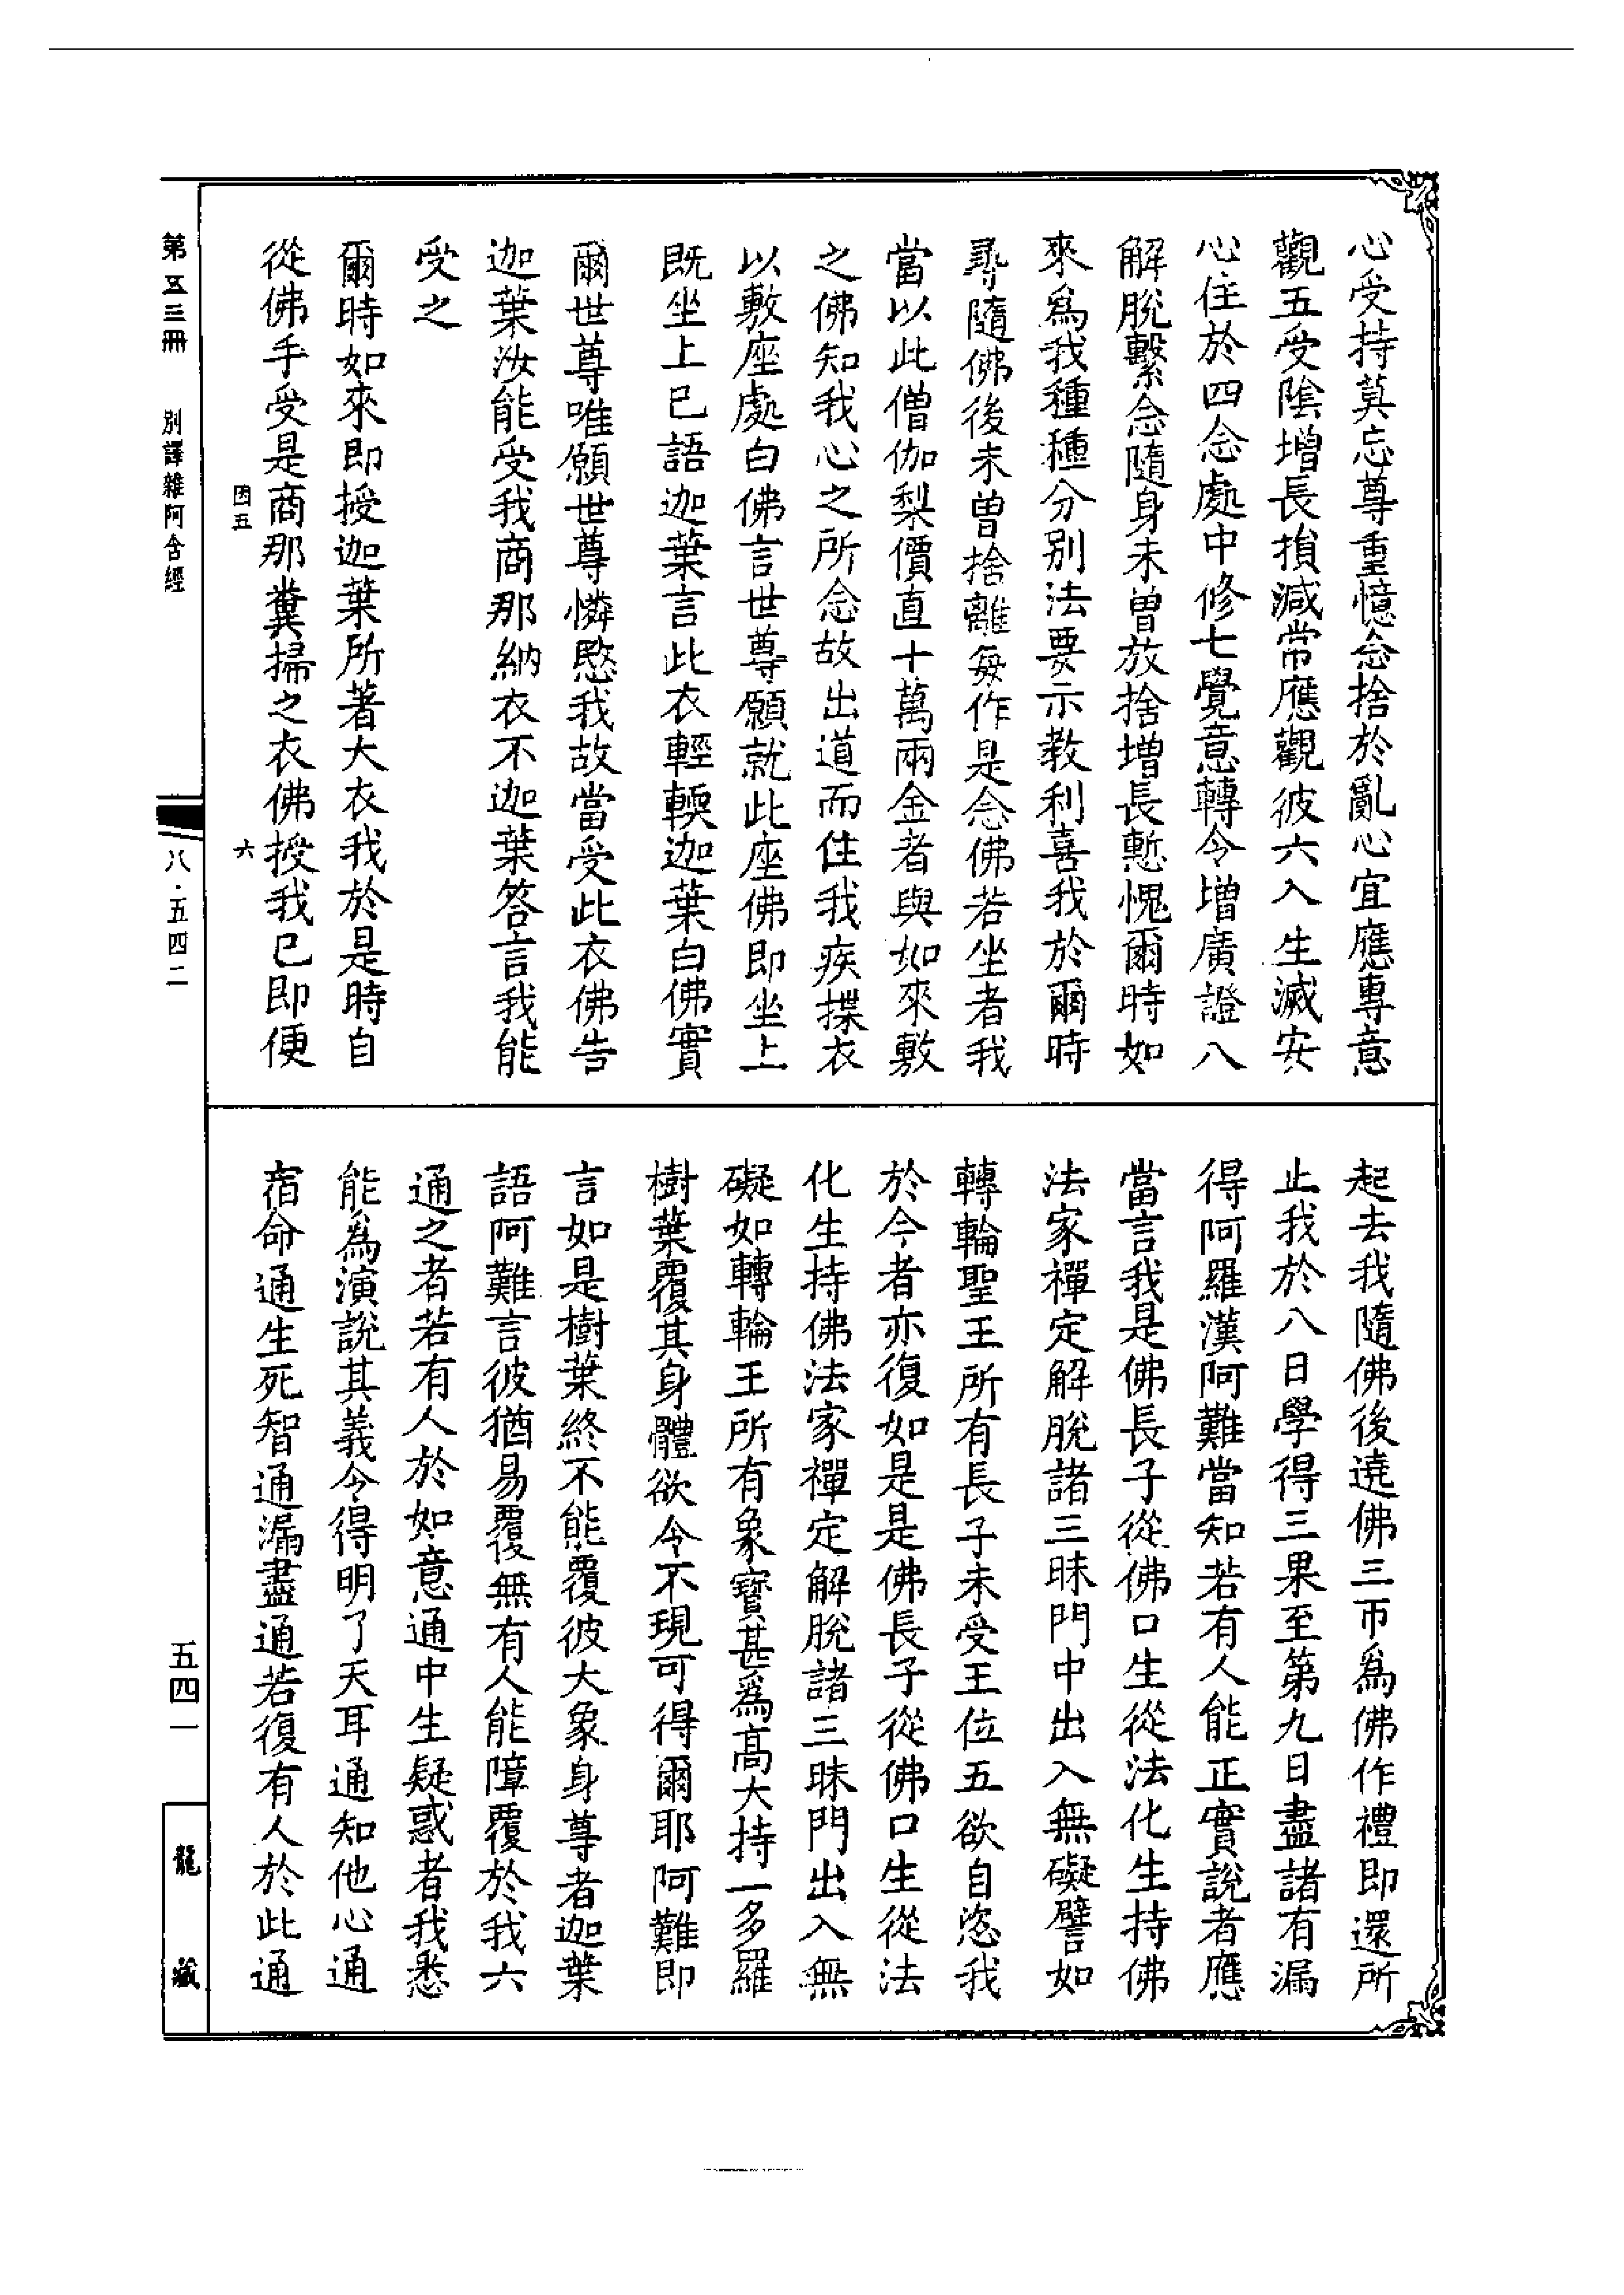 心受持莫忘尊重憶念捨於亂心宜應專意
觀五受陰增長損減常應觀彼六入生滅安
心住於四念處中修七覺意轉令增廣證八
解脫繫念隨身未曾放捨增長慙愧爾時如
來爲我種種分別法要示教利喜我於爾時
尋隨佛後未曾捨離每作是念佛若坐者我
當以此僧伽梨價直十萬兩金者與如來敷
之佛知我心之所念故出道而住我疾揲衣
以敷座處白佛言世尊願就此座佛即坐上
既坐上已語迦葉言此衣輕輭迦葉白佛實
爾世尊唯願世尊憐愍我故當受此衣佛告
迦葉汝能受我商那納衣不迦葉答言我能
受之
爾時如來即授迦葉所著大衣我於是時自
從佛手受是商那糞掃之衣佛授我已即便
因五
六
起去我隨佛後遶佛三帀爲佛作禮即還所
止我於八日學得三果至第九日盡諸有漏
得阿羅漢阿難當知若有人能正實說者應
當言我是佛長子從佛口生從法化生持佛
法家禪定解脫諸三昧門中出入無礙譬如
轉輪聖王所有長子未受王位五欲自恣我
於今者亦復如是是佛長子從佛口生從法
化生持佛法家禪定解脫諸三昧門出入無
礙如轉輪王所有象寶甚爲高大持一多羅
樹葉覆其身體欲令不現可得爾耶阿難即
言如是樹葉終不能覆彼大象身尊者迦葉
語阿難言彼猶易覆無有人能障覆於我六
通之者若有人於如意通中生疑惑者我悉
能爲演說其義令得明了天耳通知他心通
宿命通生死智通漏盡通若復有人於此通
第五三冊
別譯雜阿含經
八·五四二
五四一
龍藏